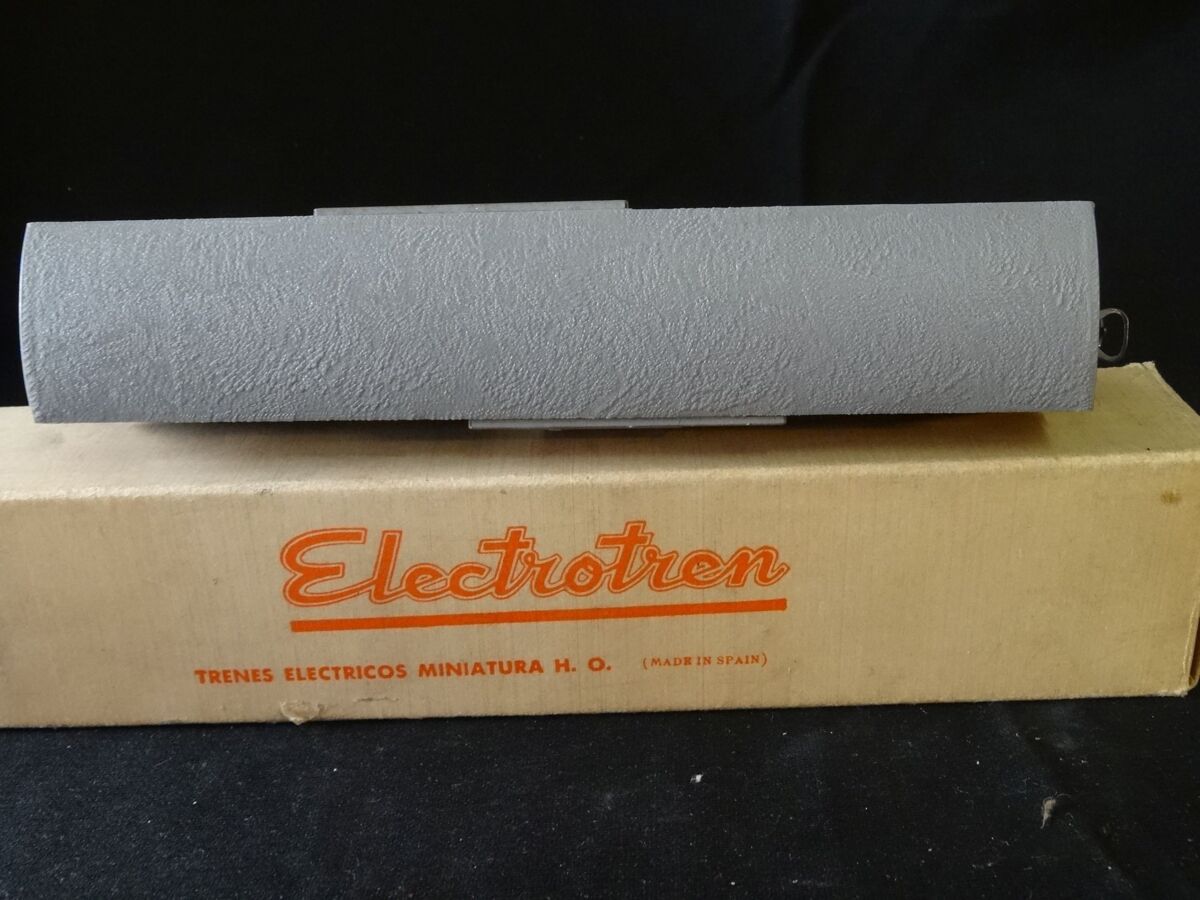 Electrotren
TRENES ELECTRICOS MINIATURA H. O. (MADE IN SPAIN)